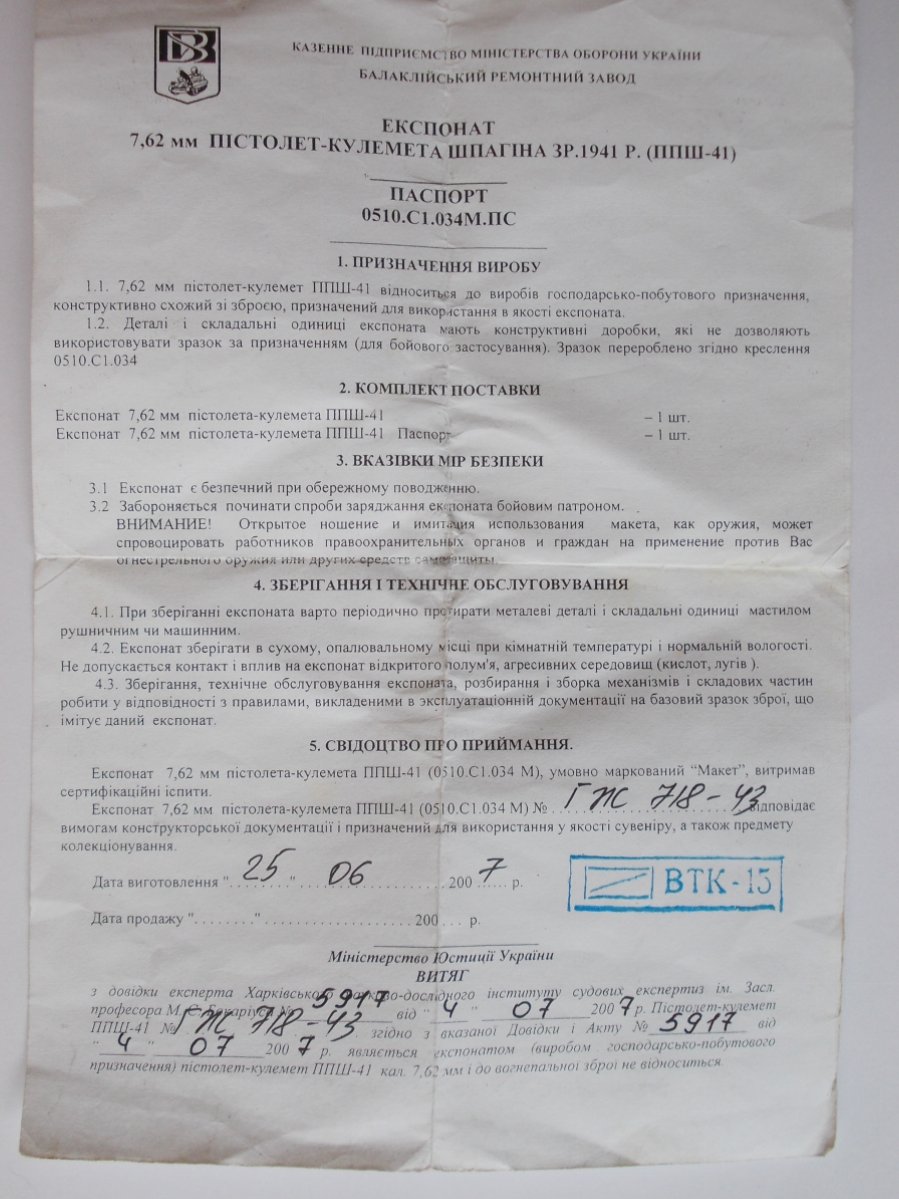 БРЗ
КАЗЕННЕ ПІДПРИЄМСТВО МІНІСТЕРСТВА ОБОРОНИ УКРАЇНИ
БАЛАКЛІЙСЬКИЙ РЕМОНТНИЙ ЗАВОД
ЕКСПОНАТ
7,62 мм ПІСТОЛЕТ-КУЛЕМЕТА ШПАГІНА ЗР.1941 Р. (ППШ-41)
ПАСПОРТ
0510.С1.034М.ПС
1. ПРИЗНАЧЕННЯ ВИРОБУ
1.1. 7,62 мм пістолет-кулемет ППШ-41 відноситься до виробів господарсько-побутового призначення,
конструктивно схожий зі зброєю, призначений для використання в якості експоната.
1.2. Деталі і складальні одиниці експоната мають конструктивні доробки, які не дозволяють
використовувати зразок за призначенням (для бойового застосування). Зразок перероблено згідно креслення
0510.С1.034
2. КОМПЛЕКТ ПОСТАВКИ
Експонат 7,62 мм пістолета-кулемета ППШ-41 – 1 шт.
Експонат 7,62 мм пістолета-кулемета ППШ-41 Паспорт – 1 шт.
3. ВКАЗІВКИ МІР БЕЗПЕКИ
3.1 Експонат є безпечний при обережному поводженню.
3.2 Забороняється починати спроби заряджання експоната бойовим патроном.
ВНИМАНИЕ! Открытое ношение и имитация использования макета, как оружия, может
спровоцировать работников правоохранительных органов и граждан на применение против Вас
огнестрельного оружия или других средств самозащиты.
4. ЗБЕРІГАННЯ І ТЕХНІЧНЕ ОБСЛУГОВУВАННЯ
4.1. При зберіганні експоната варто періодично протирати металеві деталі і складальні одиниці мастилом
рушничним чи машинним.
4.2. Експонат зберігати в сухому, опалювальному місці при кімнатній температурі і нормальній вологості.
Не допускається контакт і вплив на експонат відкритого полум'я, агресивних середовищ (кислот, лугів ).
4.3. Зберігання, технічне обслуговування експоната, розбирання і зборка механізмів і складових частин
робити у відповідності з правилами, викладеними в эксплуатаціонній документації на базовий зразок зброї, що
імітує даний експонат.
5. СВІДОЦТВО ПРО ПРИЙМАННЯ.
Експонат 7,62 мм пістолета-кулемета ППШ-41 (0510.С1.034 М), умовно маркований “Макет”, витримав
сертифікаційні іспити.
Експонат 7,62 мм пістолета-кулемета ППШ-41 (0510.С1.034 М) № ГЖ 718-43 відповідає
вимогам конструкторської документації і призначений для використання у якості сувеніру, а також предмету
колекціонування.
Дата виготовлення "25" 06 2007 р.
ВТК-15
Дата продажу "........"....................200... р.
Міністерство Юстиції України
ВИТЯГ
з довідки експерта Харківського науково-дослідного інституту судових експертиз ім. Засл.
професора М.С. Бокаріуса № 5917 від "4" 07 2007 р. Пістолет-кулемет
ППШ-41 № ГЖ 718-43 згідно з вказаної Довідки і Акту № 5917 від
"4" 07 2007 р. являється експонатом (виробом господарсько-побутового
призначення) пістолет-кулемет ППШ-41 кал. 7,62 мм і до вогнепальної зброї не відноситься.